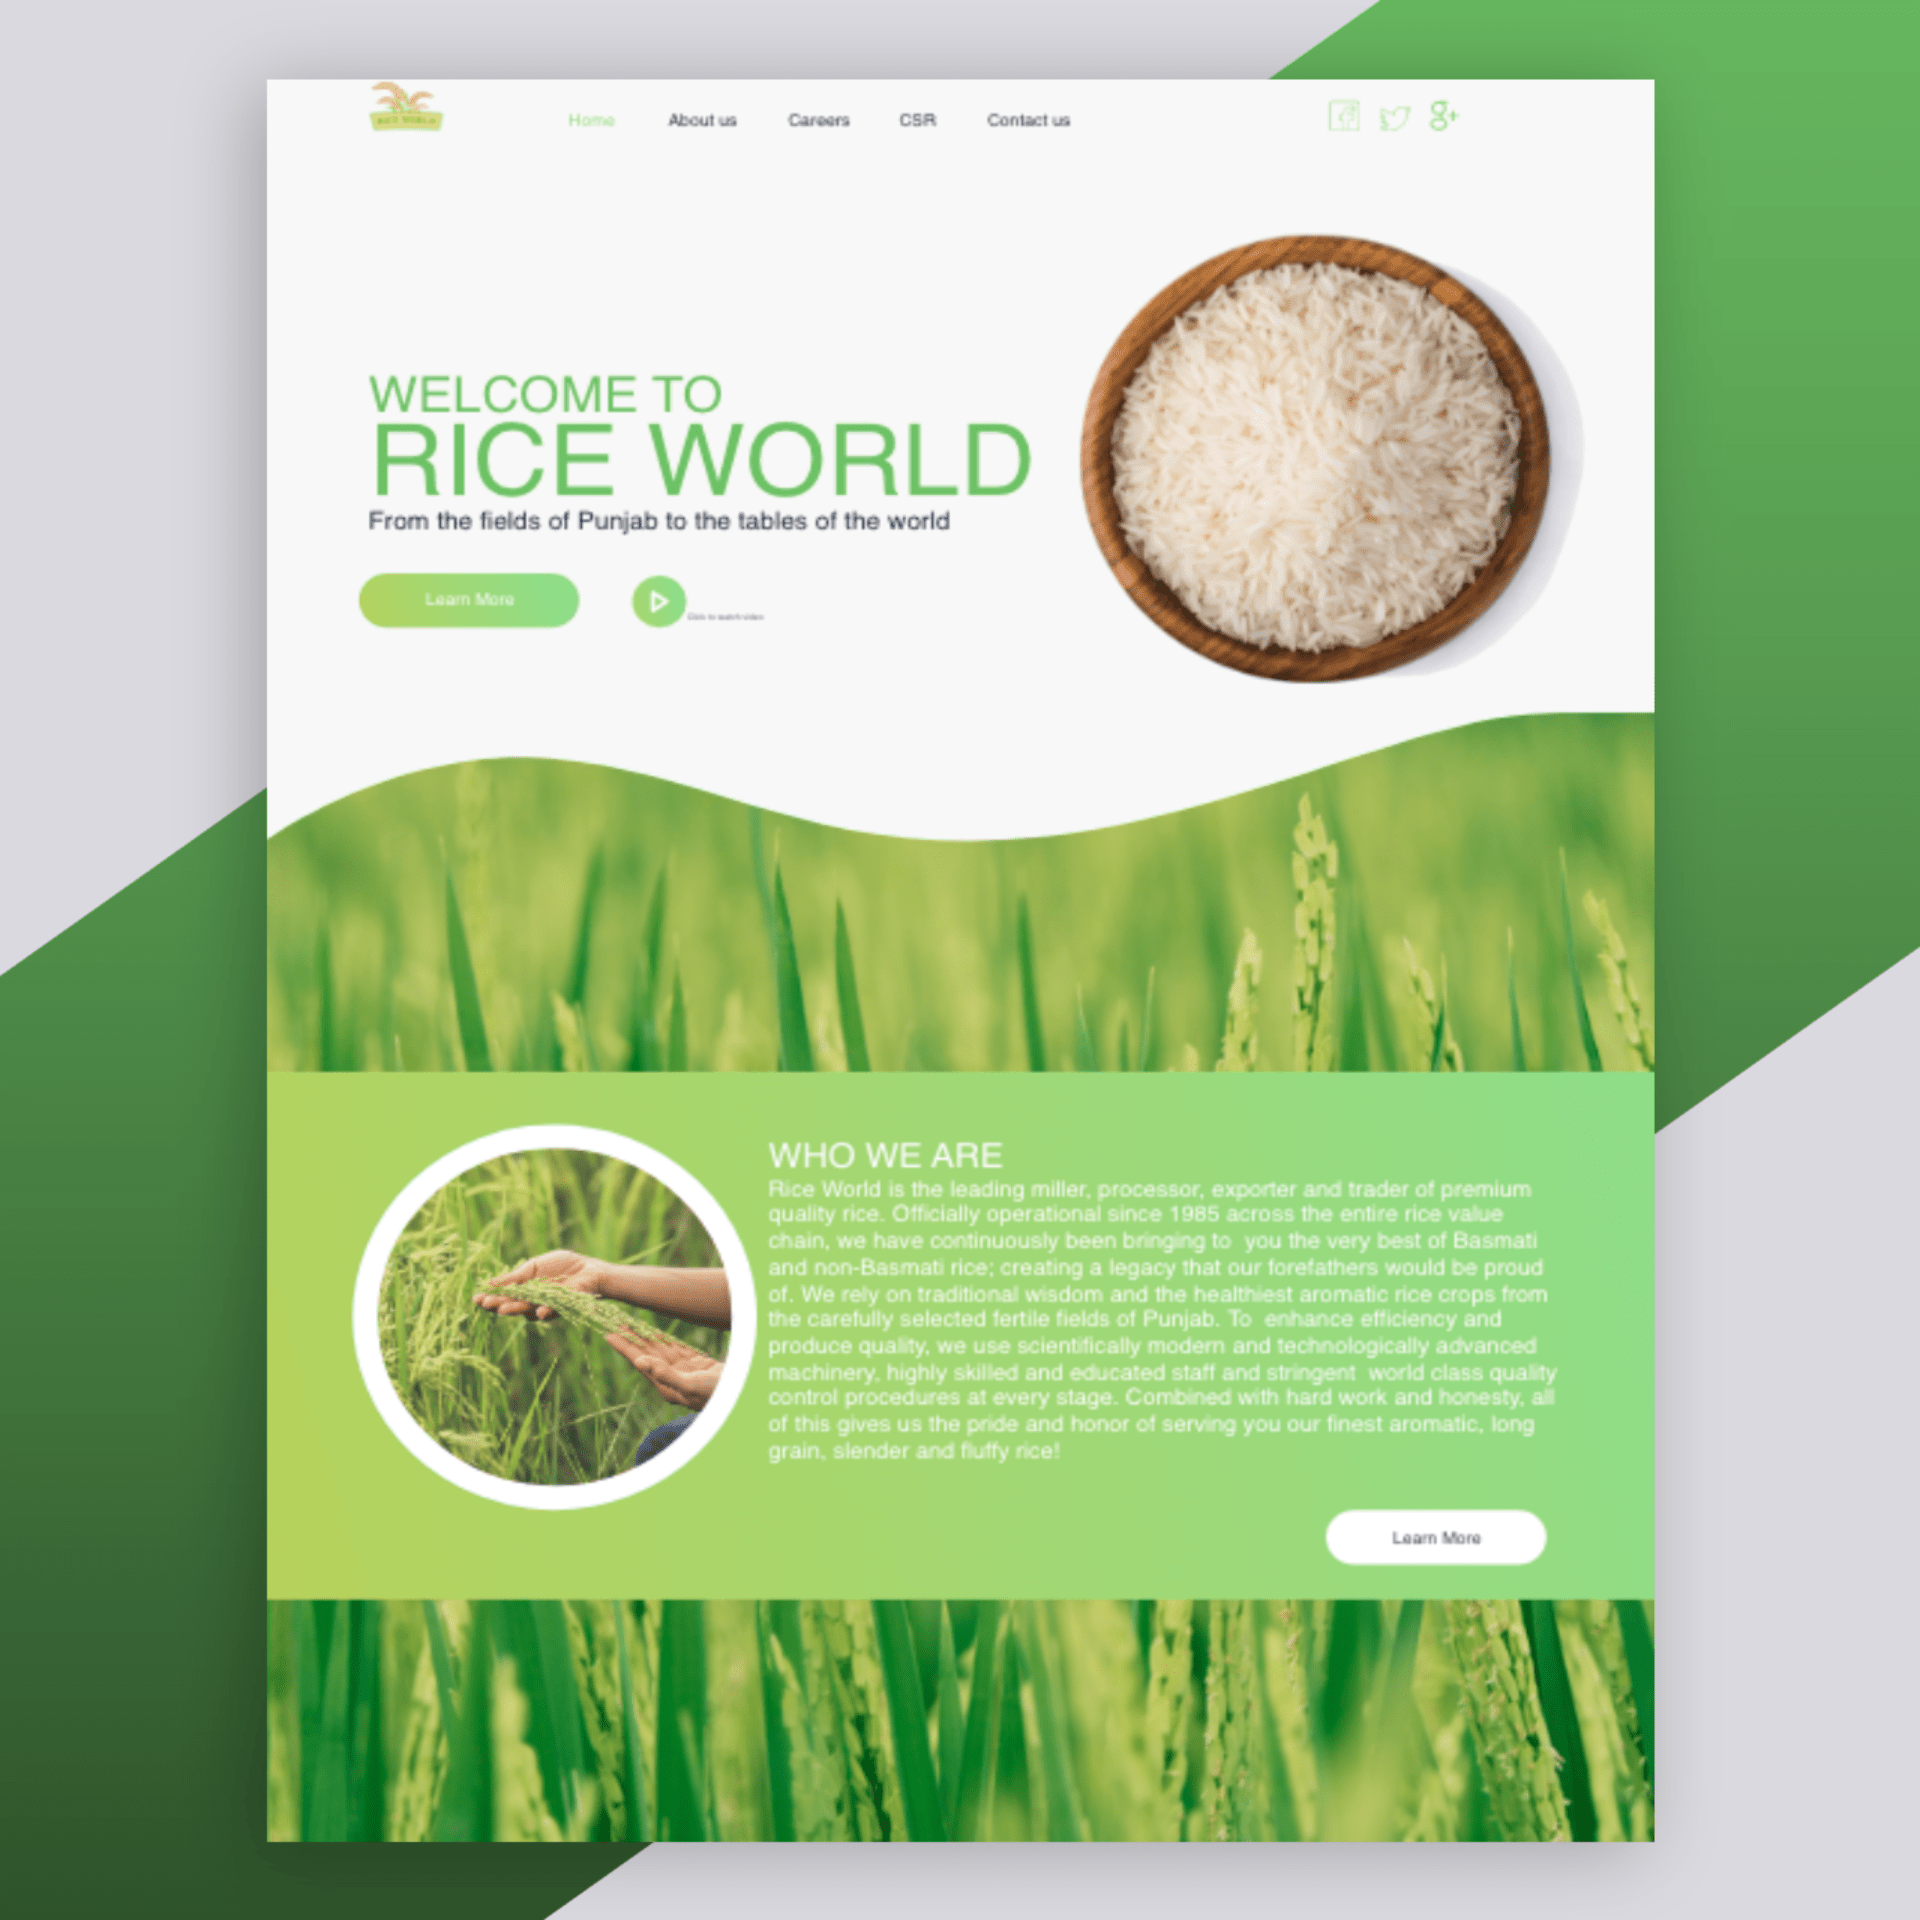 RICE WORLD
Home About us Careers CSR Contact us
g+
WELCOME TO
RICE WORLD
From the fields of Punjab to the tables of the world
Learn More
Click to watch video
WHO WE ARE
Rice World is the leading miller, processor, exporter and trader of premium
quality rice. Officially operational since 1985 across the entire rice value
chain, we have continuously been bringing to  you the very best of Basmati
and non-Basmati rice; creating a legacy that our forefathers would be proud
of. We rely on traditional wisdom and the healthiest aromatic rice crops from
the carefully selected fertile fields of Punjab. To  enhance efficiency and
produce quality, we use scientifically modern and technologically advanced
machinery, highly skilled and educated staff and stringent  world class quality
control procedures at every stage. Combined with hard work and honesty, all
of this gives us the pride and honor of serving you our finest aromatic, long
grain, slender and fluffy rice!
Learn More